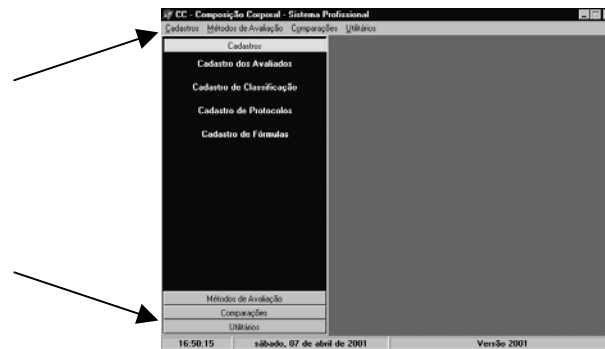 CC - Composição Corporal - Sistema Profissional
Cadastros Métodos de Avaliação Comparações Utilitários
Cadastros
Cadastro dos Avaliados
Cadastro de Classificação
Cadastro de Protocolos
Cadastro de Fórmulas
Métodos de Avaliação
Comparações
Utilitários
16:50:15 sábado, 07 de abril de 2001 Versão 2001